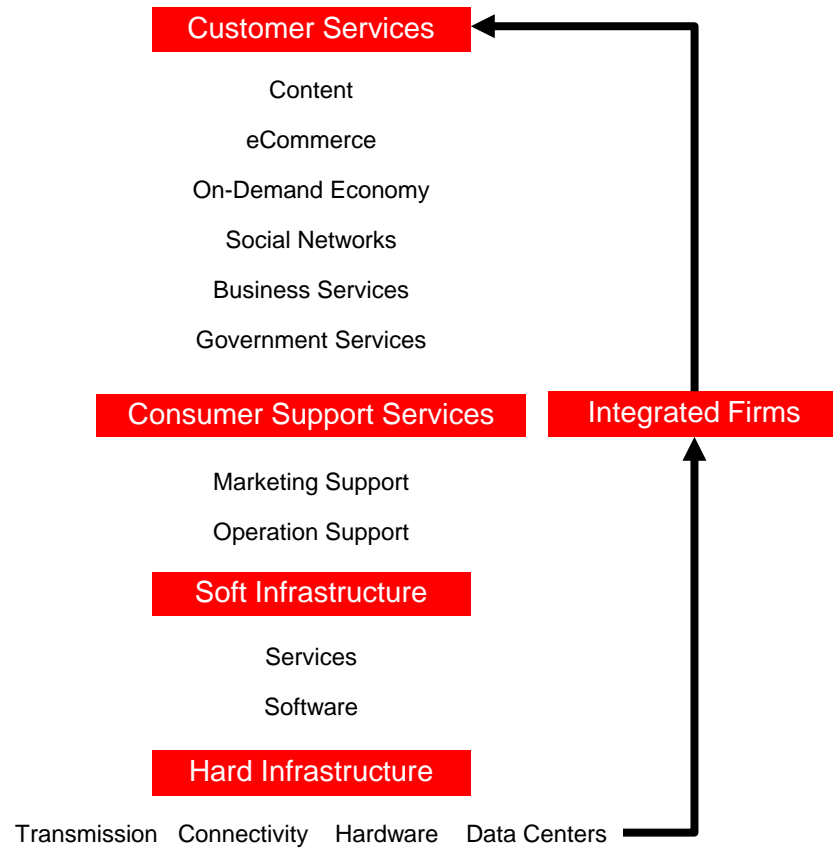 Customer Services
Content
eCommerce
On-Demand Economy
Social Networks
Business Services
Government Services
Consumer Support Services
Integrated Firms
Marketing Support
Operation Support
Soft Infrastructure
Services
Software
Hard Infrastructure
Transmission Connectivity Hardware Data Centers